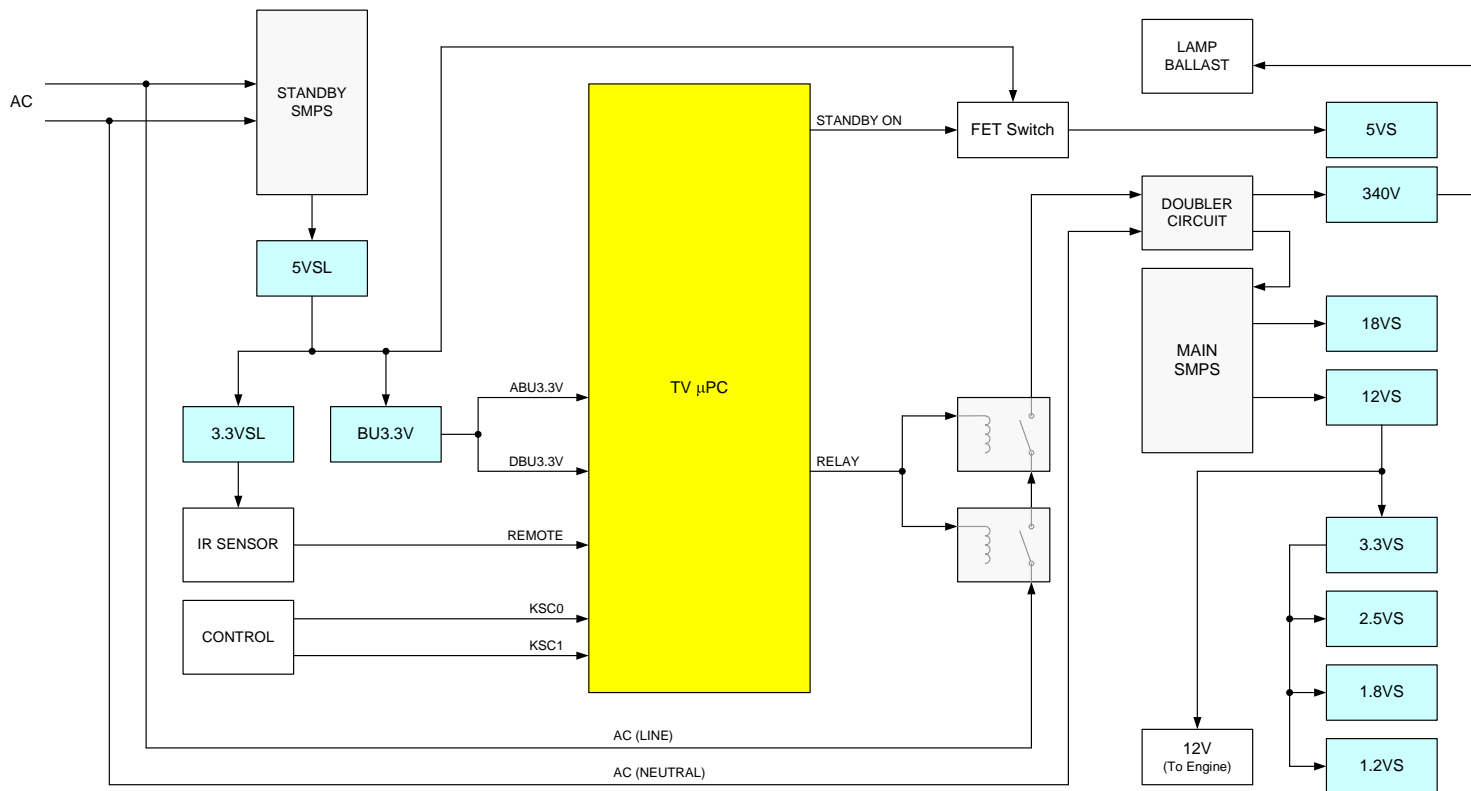 AC
STANDBY
SMPS
5VSL
3.3VSL
BU3.3V
IR SENSOR
CONTROL
ABU3.3V
DBU3.3V
REMOTE
KSC0
KSC1
TV µPC
STANDBY ON
RELAY
FET Switch
AC (LINE)
AC (NEUTRAL)
LAMP
BALLAST
DOUBLER
CIRCUIT
MAIN
SMPS
12V
(To Engine)
5VS
340V
18VS
12VS
3.3VS
2.5VS
1.8VS
1.2VS